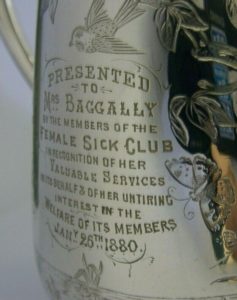 PRESENTED
TO
MRS BAGGALLY
BY THE MEMBERS OF THE
FEMALE SICK CLUB
IN RECOGNITION OF HER
VALUABLE SERVICES
BEHALF & OF HER UNTIRING
INTEREST IN THE
WELFARE OF ITS MEMBERS
JANY 26TH 1880.